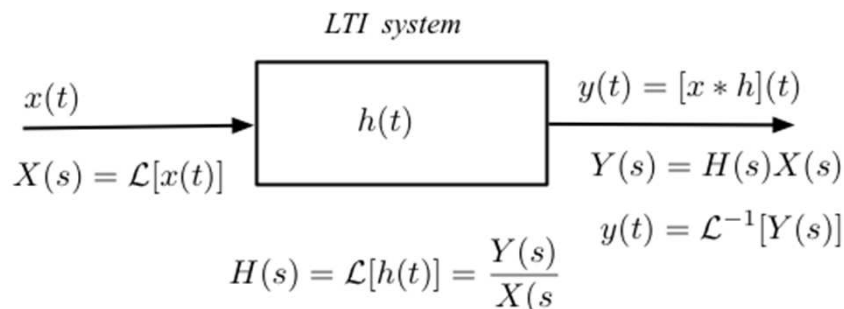 LTI system
x(t)
h(t)
y(t) = [x * h](t)
X(s) = ℒ[x(t)]
Y(s) = H(s)X(s)
y(t) = ℒ⁻¹[Y(s)]
H(s) = ℒ[h(t)] = Y(s)
X(s